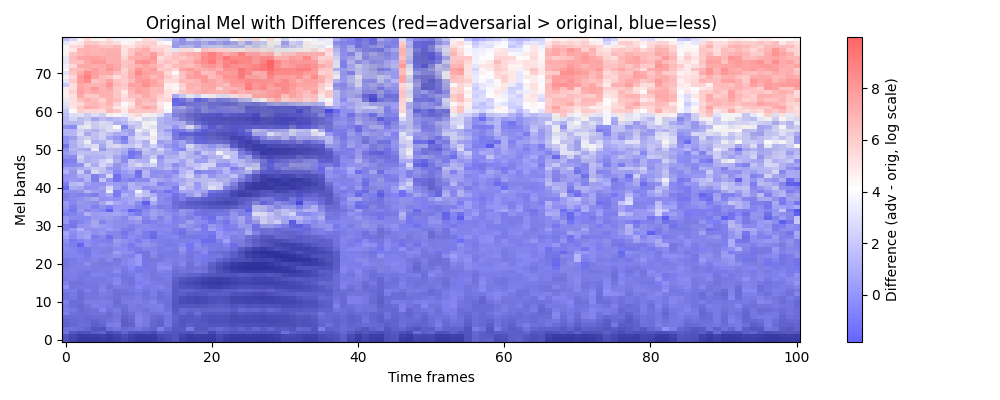 Original Mel with Differences (red=adversarial > original, blue=less)
Mel bands
70
60
50
40
30
20
10
0
0 20 40 60 80 100
Time frames
8
6
4
2
0
Difference (adv - orig, log scale)